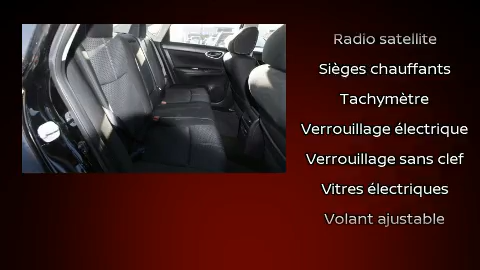 Radio satellite
Sièges chauffants
Tachymètre
Verrouillage électrique
Verrouillage sans clef
Vitres électriques
Volant ajustable